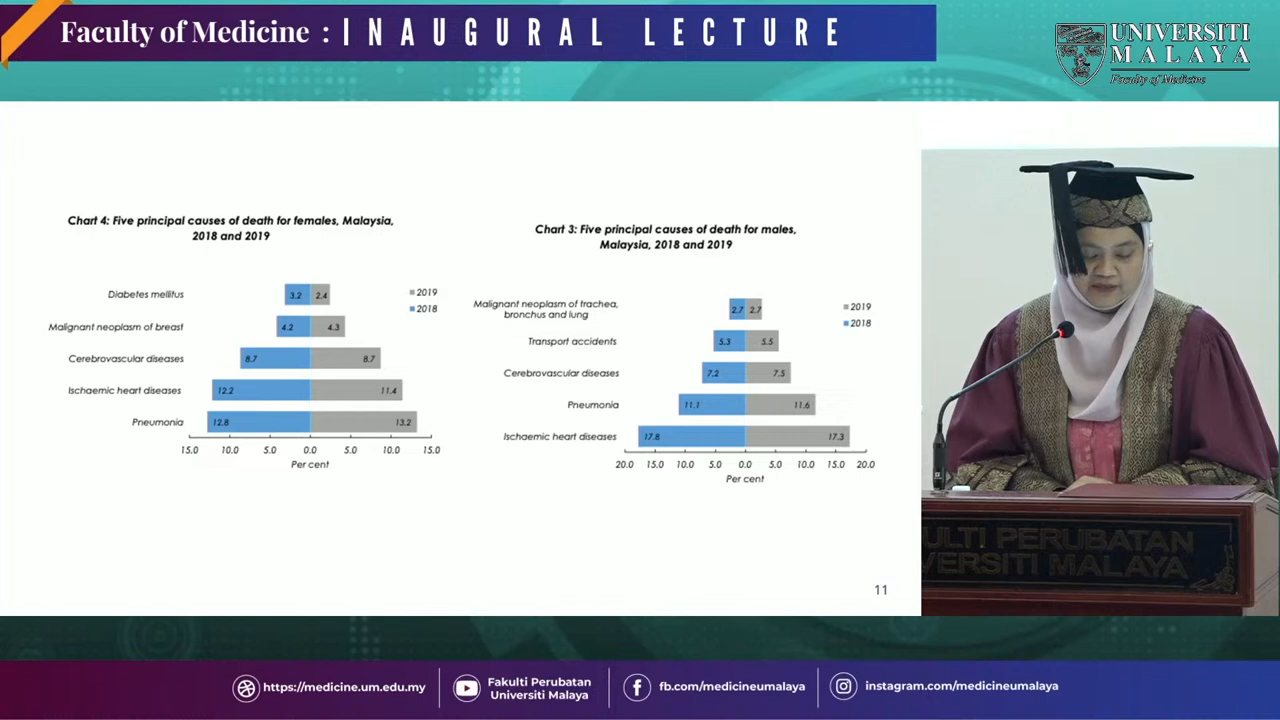 Faculty of Medicine : INAUGURAL LECTURE
UNIVERSITI
MALAYA
Faculty of Medicine
Chart 4: Five principal causes of death for females, Malaysia,
2018 and 2019
Diabetes mellitus 3.2 2.4
Malignant neoplasm of breast 4.2 4.3
Cerebrovascular diseases 8.7 8.7
Ischaemic heart diseases 12.2 11.4
Pneumonia 12.8 13.2
15.0 10.0 5.0 0.0 5.0 10.0 15.0
Per cent
2019
2018
Chart 3: Five principal causes of death for males,
Malaysia, 2018 and 2019
Malignant neoplasm of trachea,
bronchus and lung 2.7 2.7
Transport accidents 5.3 5.5
Cerebrovascular diseases 7.2 7.5
Pneumonia 11.1 11.6
Ischaemic heart diseases 17.8 17.3
20.0 15.0 10.0 5.0 0.0 5.0 10.0 15.0 20.0
Per cent
2019
2018
11
ULTI PERUBATAN
VERSITI MALAYA
https://medicine.um.edu.my
Fakulti Perubatan
Universiti Malaya
fb.com/medicineumalaya
instagram.com/medicineumalaya